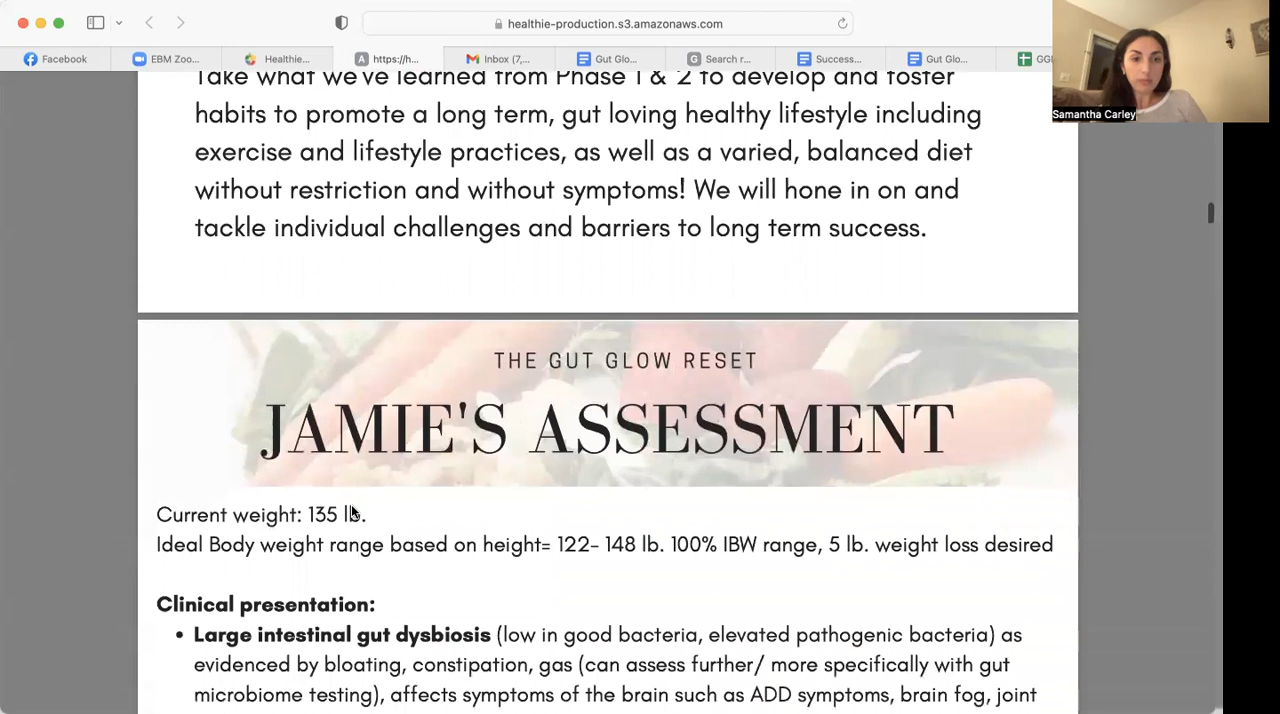 healthie-production.s3.amazonaws.com
Facebook
EBM Zoo...
Healthie...
https://h...
Inbox (7,...
Gut Glo...
Search r...
Success...
Gut Glo...
Samantha Carley
Take what we've learned from Phase 1 & 2 to develop and foster
habits to promote a long term, gut loving healthy lifestyle including
exercise and lifestyle practices, as well as a varied, balanced diet
without restriction and without symptoms! We will hone in on and
tackle individual challenges and barriers to long term success.
THE GUT GLOW RESET
JAMIE'S ASSESSMENT
Current weight: 135 lb.
Ideal Body weight range based on height= 122- 148 lb. 100% IBW range, 5 lb. weight loss desired
Clinical presentation:
• Large intestinal gut dysbiosis (low in good bacteria, elevated pathogenic bacteria) as
evidenced by bloating, constipation, gas (can assess further/ more specifically with gut
microbiome testing), affects symptoms of the brain such as ADD symptoms, brain fog, joint